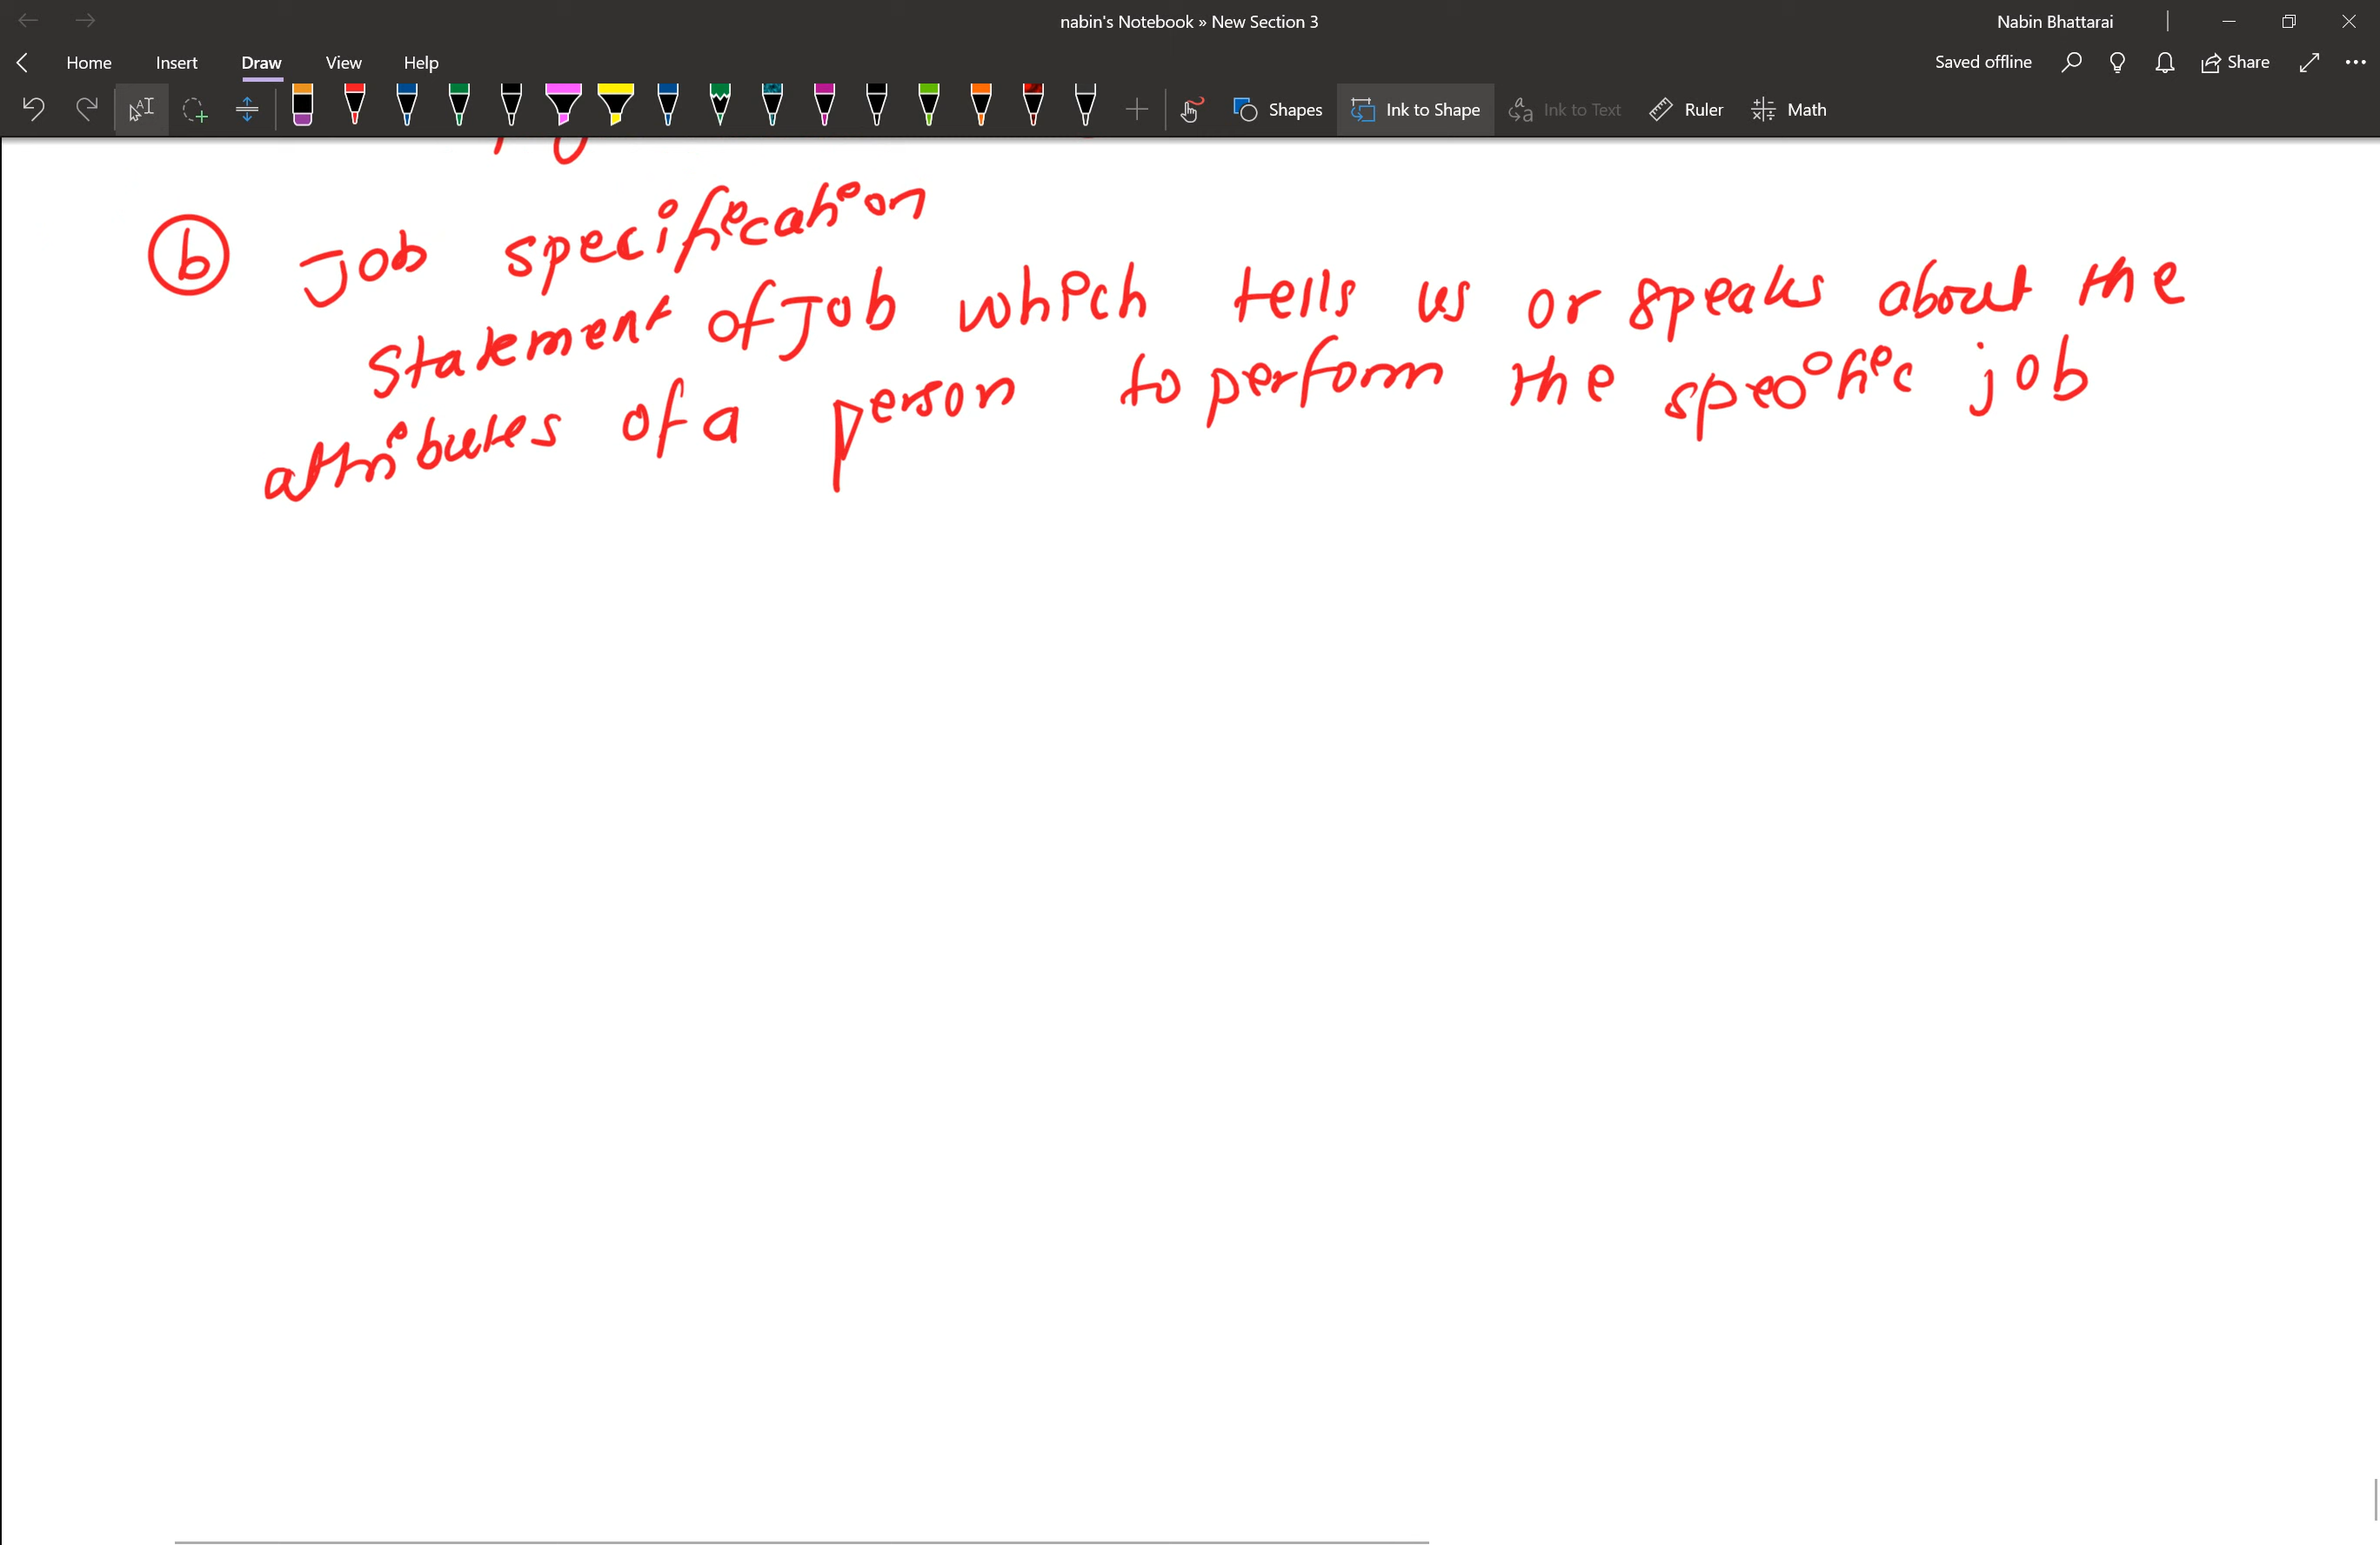 nabin's Notebook » New Section 3
Nabin Bhattarai
Home Insert Draw View Help
Saved offline
Share
Shapes
Ink to Shape
Ink to Text
Ruler
Math
b Job specification
Statement of Job which tells us or speaks about the
attributes of a person to perform the specific job